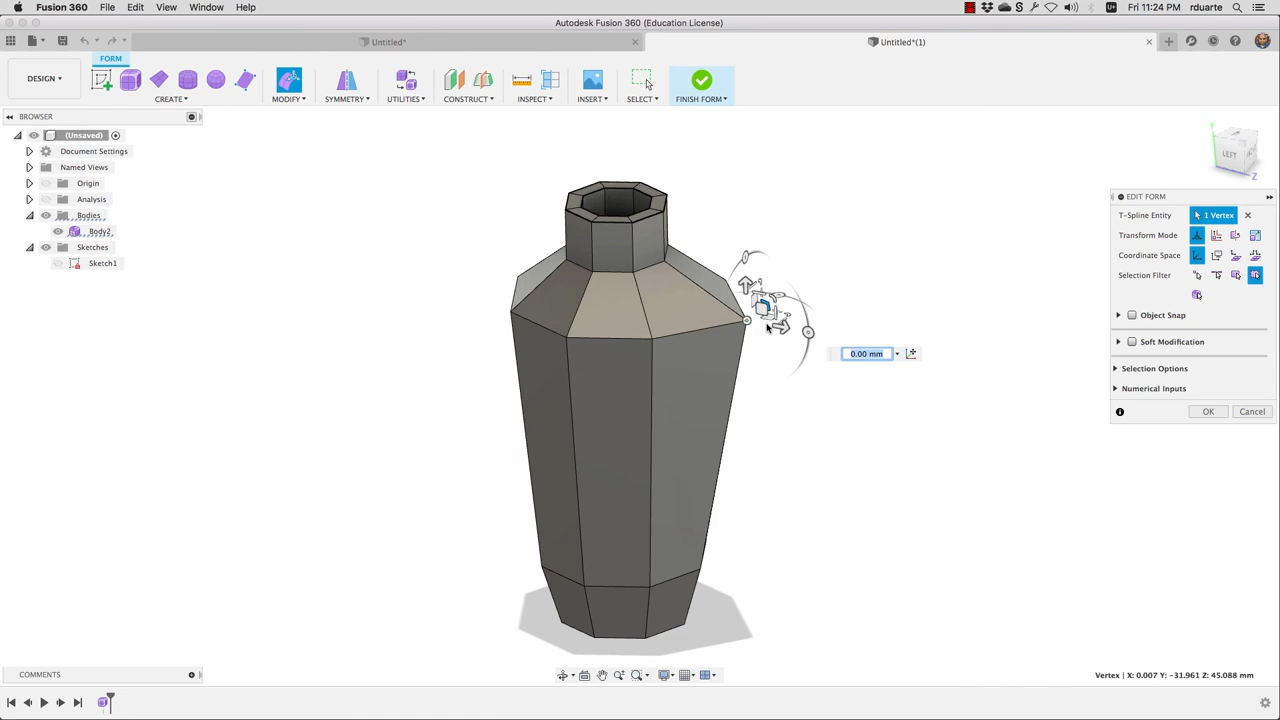 Fusion 360 File Edit View Window Help Fri 11:24 PM rduarte
Autodesk Fusion 360 (Education License)
Untitled* Untitled*(1)
FORM
DESIGN
CREATE MODIFY SYMMETRY UTILITIES CONSTRUCT INSPECT INSERT SELECT FINISH FORM
BROWSER
(Unsaved)
Document Settings
Named Views
Origin
Analysis
Bodies
Body2
Sketches
Sketch1
LEFT
Z
EDIT FORM
T-Spline Entity 1 Vertex
Transform Mode
Coordinate Space
Selection Filter
Object Snap
Soft Modification
Selection Options
Numerical Inputs
OK Cancel
0.00 mm
COMMENTS
Vertex | X: 0.007 Y: -31.961 Z: 45.088 mm